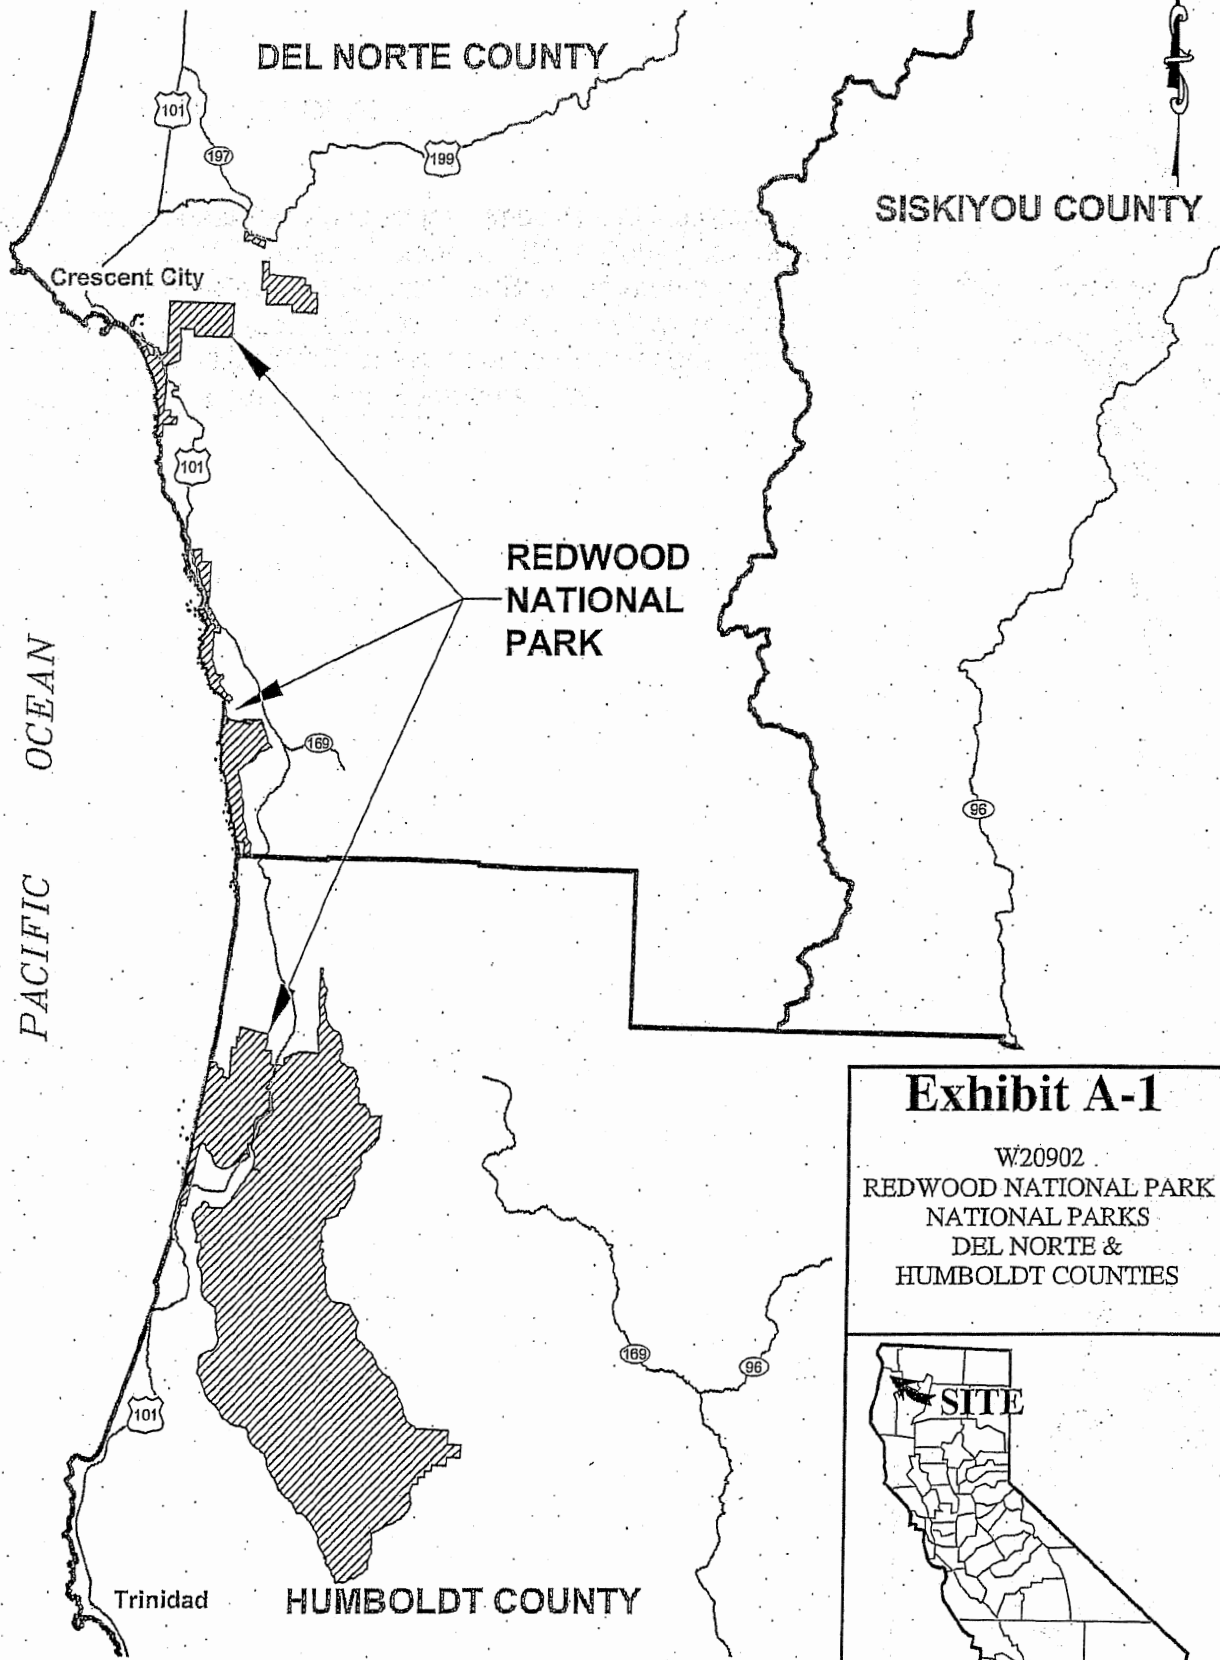 DEL NORTE COUNTY
101
197
199
SISKIYOU COUNTY
Crescent City
101
REDWOOD
NATIONAL
PARK
PACIFIC OCEAN
169
96
Exhibit A-1
W20902
REDWOOD NATIONAL PARK
NATIONAL PARKS
DEL NORTE &
HUMBOLDT COUNTIES
169
96
SITE
101
Trinidad
HUMBOLDT COUNTY